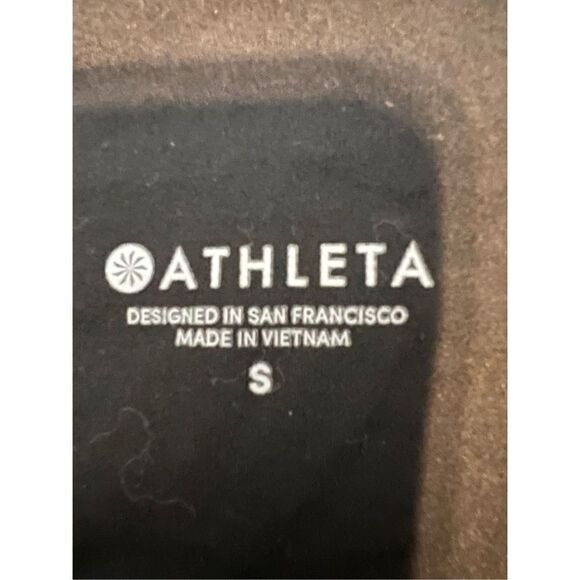 ATHLETA
DESIGNED IN SAN FRANCISCO
MADE IN VIETNAM
S